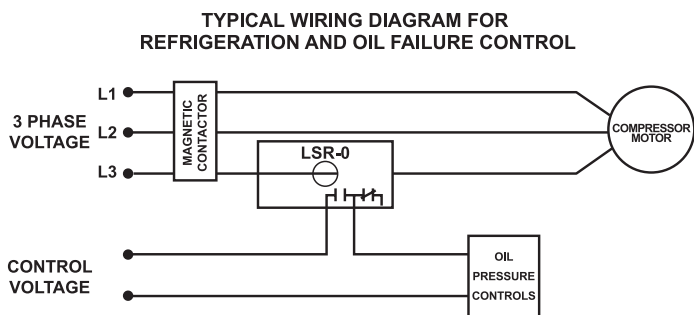 TYPICAL WIRING DIAGRAM FOR
REFRIGERATION AND OIL FAILURE CONTROL
3 PHASE
VOLTAGE
L1
L2
L3
MAGNETIC
CONTACTOR
LSR-0
COMPRESSOR
MOTOR
CONTROL
VOLTAGE
OIL
PRESSURE
CONTROLS